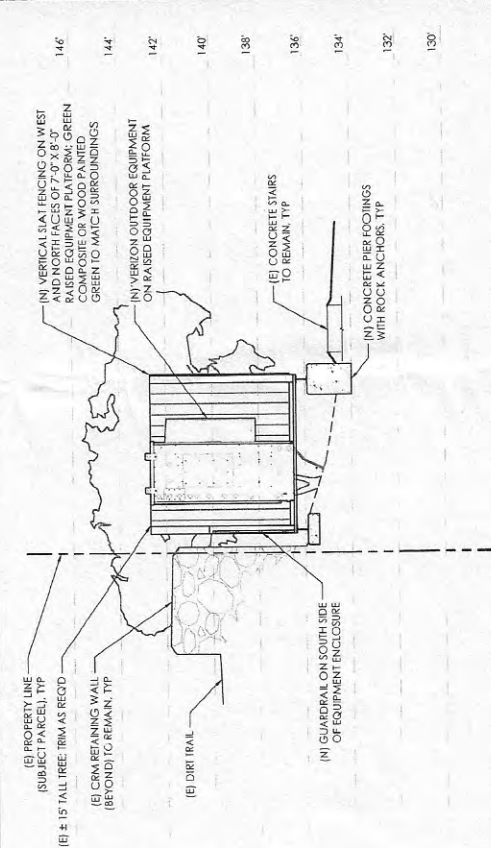 (E) PROPERTY LINE
(SUBJECT PARCEL), TYP
(E) ± 15' TALL TREE; TRIM AS REQ'D
(E) CRM RETAINING WALL
(BEYOND) TO REMAIN, TYP
(E) DIRT TRAIL
(N) GUARDRAIL ON SOUTH SIDE
OF EQUIPMENT ENCLOSURE
(N) VERTICAL SLAT FENCING ON WEST
AND NORTH FACES OF 7'-0" X 8'-0"
RAISED EQUIPMENT PLATFORM; GREEN
COMPOSITE OR WOOD PAINTED
GREEN TO MATCH SURROUNDINGS
(N) VERIZON OUTDOOR EQUIPMENT
ON RAISED EQUIPMENT PLATFORM
(E) CONCRETE STAIRS
TO REMAIN, TYP
(N) CONCRETE PIER FOOTINGS
WITH ROCK ANCHORS, TYP
146'
144'
142'
140'
138'
136'
134'
132'
130'